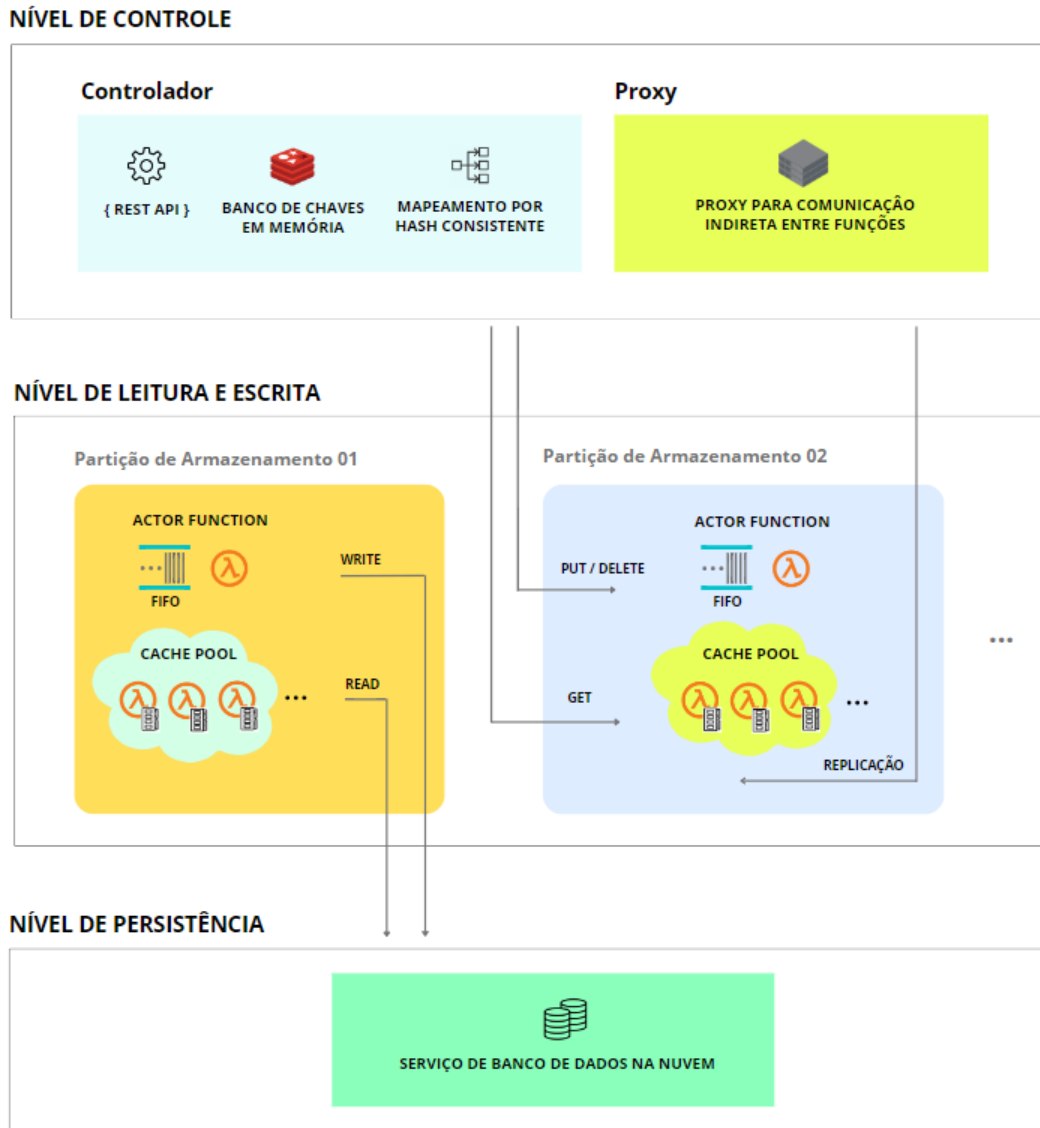 NÍVEL DE CONTROLE
Controlador
Proxy
{ REST API }
BANCO DE CHAVES
EM MEMÓRIA
MAPEAMENTO POR
HASH CONSISTENTE
PROXY PARA COMUNICAÇÂO
INDIRETA ENTRE FUNÇÕES
NÍVEL DE LEITURA E ESCRITA
Partição de Armazenamento 01
ACTOR FUNCTION
FIFO
WRITE
CACHE POOL
...
READ
Partição de Armazenamento 02
ACTOR FUNCTION
PUT / DELETE
FIFO
CACHE POOL
GET
...
REPLICAÇÃO
...
NÍVEL DE PERSISTÊNCIA
SERVIÇO DE BANCO DE DADOS NA NUVEM